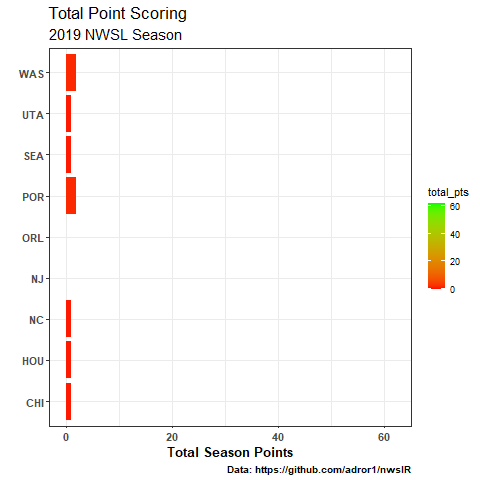 Total Point Scoring
2019 NWSL Season
WAS
UTA
SEA
POR
ORL
NJ
NC
HOU
CHI
0 20 40 60
Total Season Points
Data: https://github.com/adror1/nwslR
total_pts
60
40
20
0